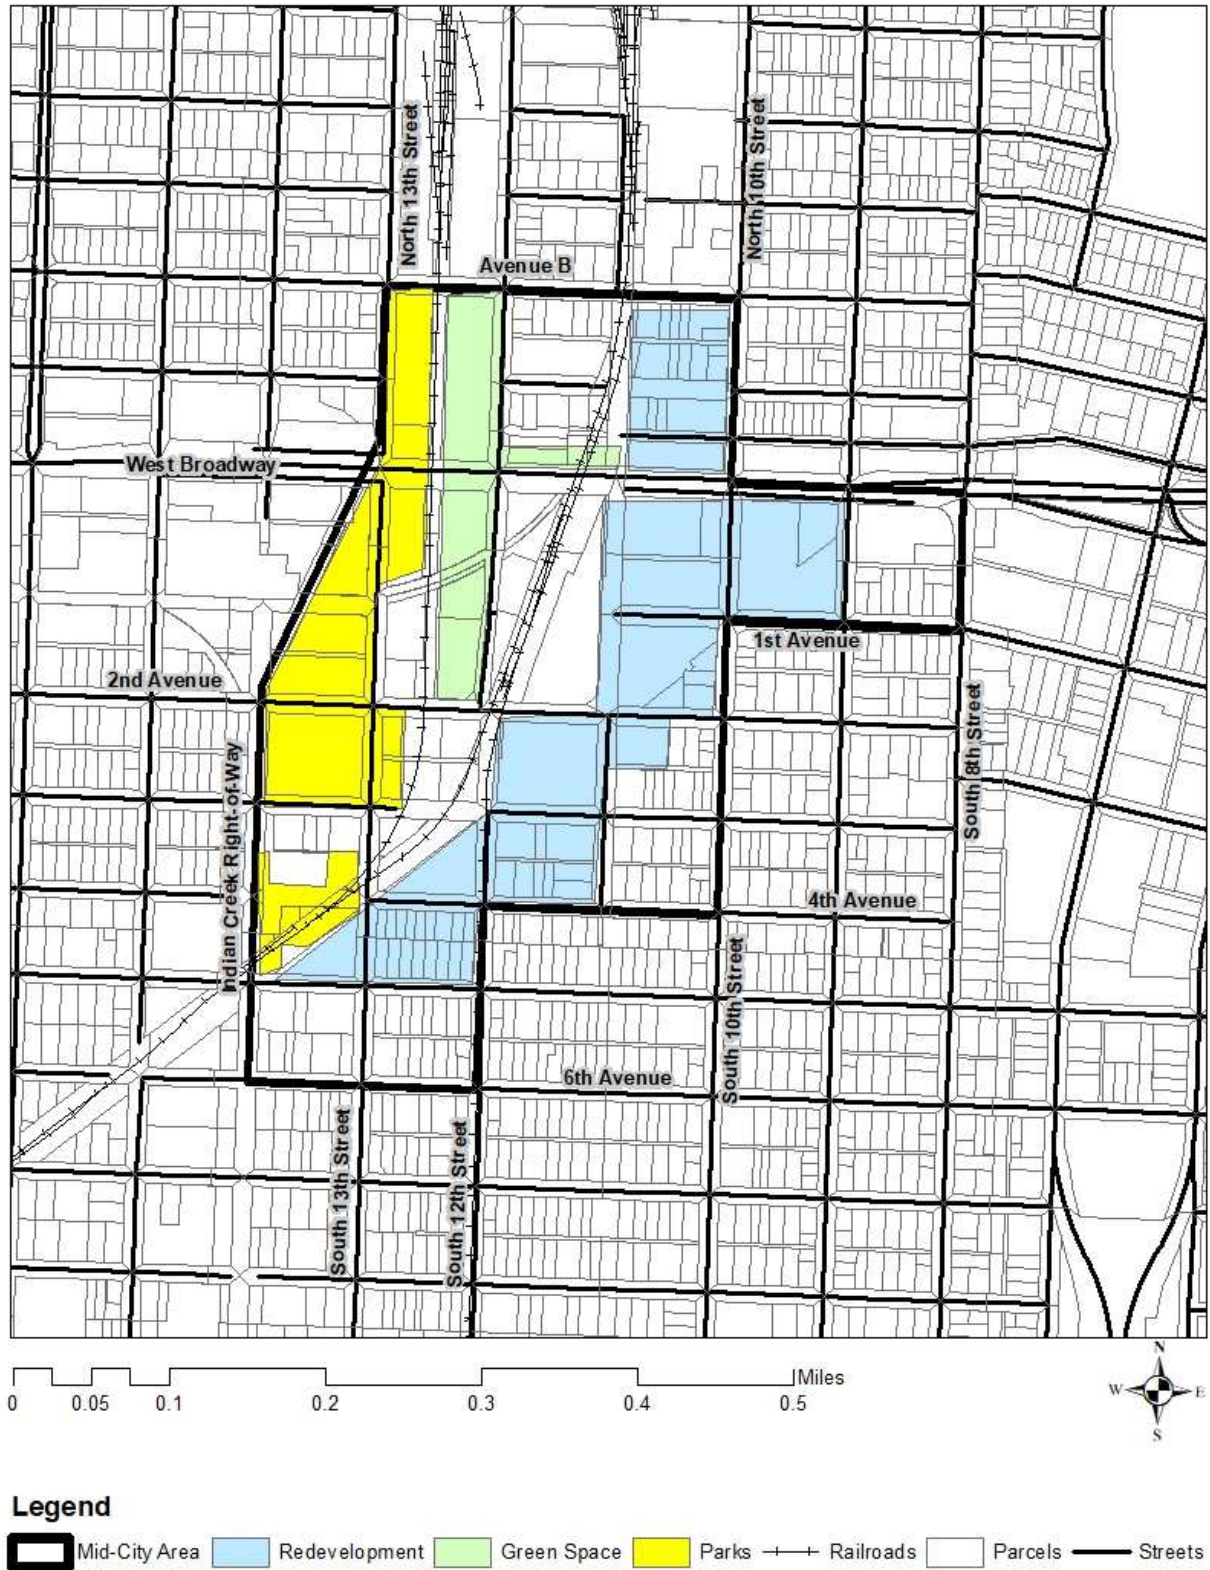 North 13th Street
North 10th Street
Avenue B
West Broadway
1st Avenue
2nd Avenue
South 8th Street
Indian Creek Right-of-Way
4th Avenue
South 10th Street
6th Avenue
South 13th Street
South 12th Street
Miles
0 0.05 0.1 0.2 0.3 0.4 0.5
N
W E
S
Legend
Mid-City Area Redevelopment Green Space Parks Railroads Parcels Streets